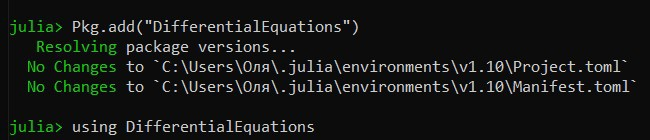 julia> Pkg.add("DifferentialEquations")
Resolving package versions...
No Changes to `C:\Users\Оля\.julia\environments\v1.10\Project.toml`
No Changes to `C:\Users\Оля\.julia\environments\v1.10\Manifest.toml`
julia> using DifferentialEquations